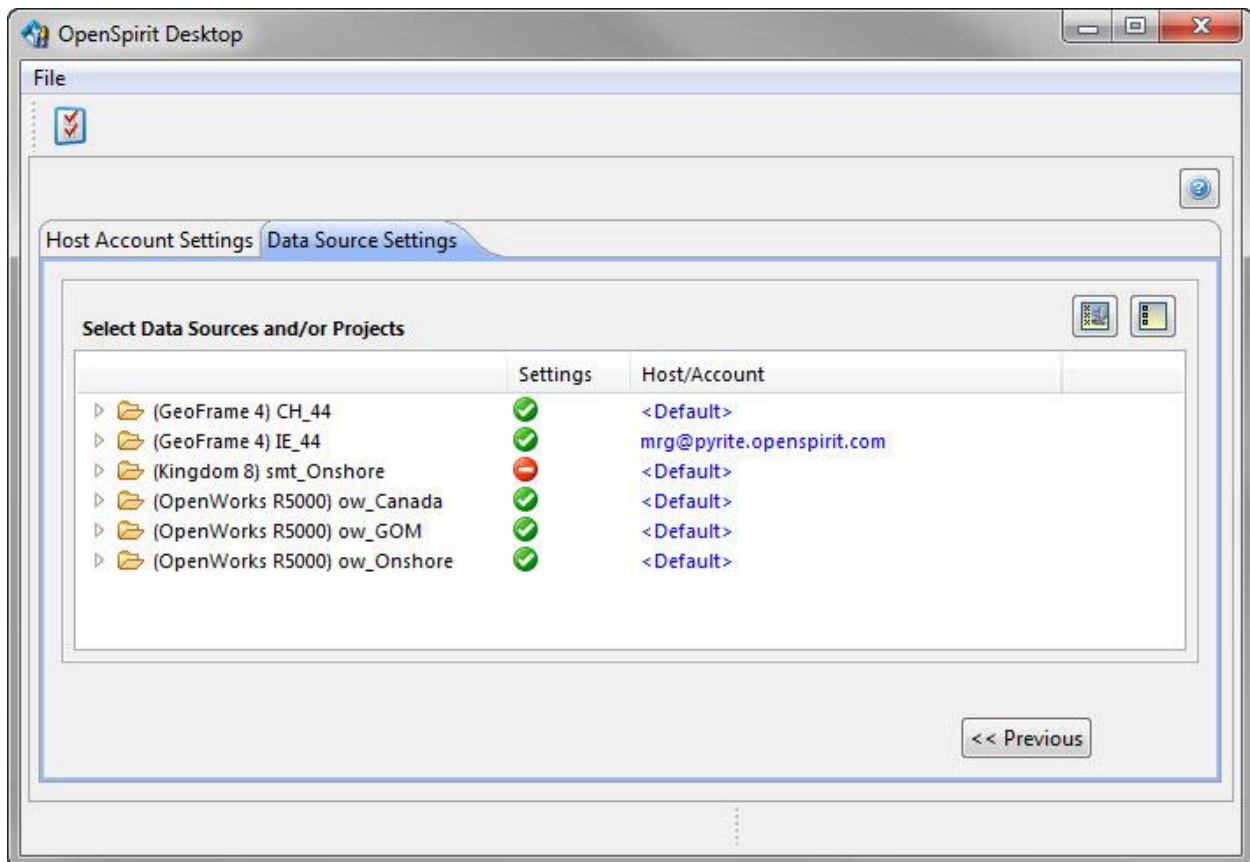 OpenSpirit Desktop
File
Host Account Settings Data Source Settings
Select Data Sources and/or Projects
Settings Host/Account
(GeoFrame 4) CH_44 <Default>
(GeoFrame 4) IE_44 mrg@pyrite.openspirit.com
(Kingdom 8) smt_Onshore <Default>
(OpenWorks R5000) ow_Canada <Default>
(OpenWorks R5000) ow_GOM <Default>
(OpenWorks R5000) ow_Onshore <Default>
<< Previous